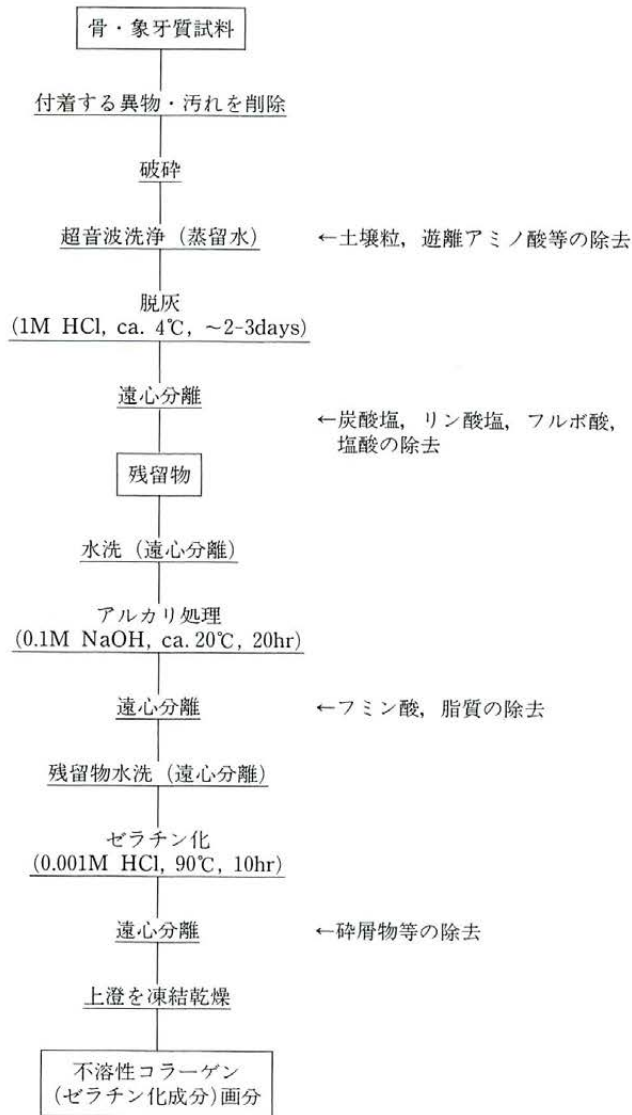 骨・象牙質試料
付着する異物・汚れを削除
破砕
超音波洗浄（蒸留水）
←土壌粒，遊離アミノ酸等の除去
脱灰
(1M HCl, ca. 4℃, ~2-3days)
遠心分離
←炭酸塩，リン酸塩，フルボ酸，
塩酸の除去
残留物
水洗（遠心分離）
アルカリ処理
(0.1M NaOH, ca. 20℃, 20hr)
遠心分離
←フミン酸，脂質の除去
残留物水洗（遠心分離）
ゼラチン化
(0.001M HCl, 90℃, 10hr)
遠心分離
←砕屑物等の除去
上澄を凍結乾燥
不溶性コラーゲン
(ゼラチン化成分)画分